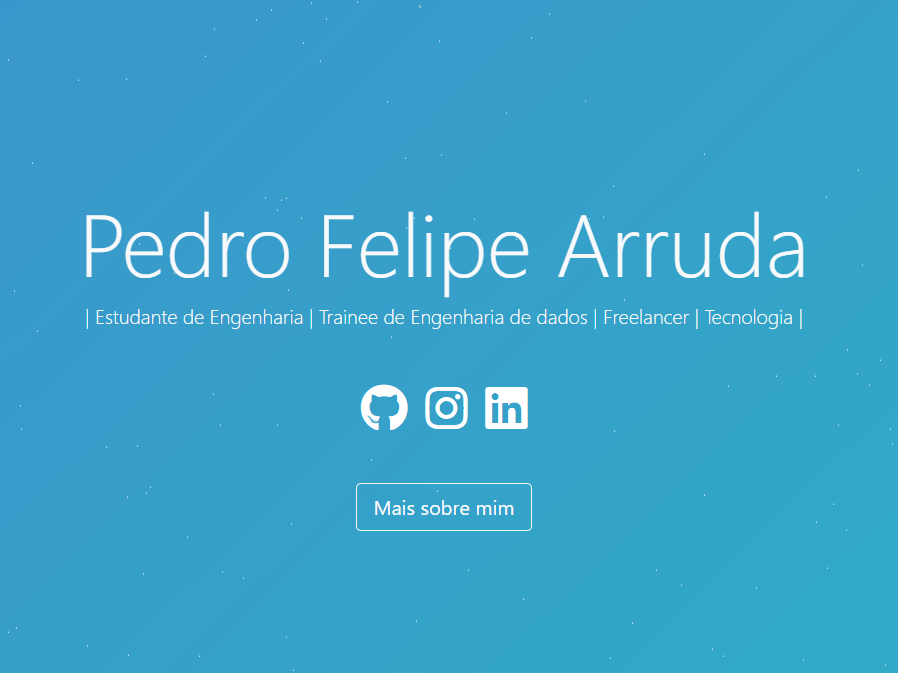 Pedro Felipe Arruda
| Estudante de Engenharia | Trainee de Engenharia de dados | Freelancer | Tecnologia |
in
Mais sobre mim